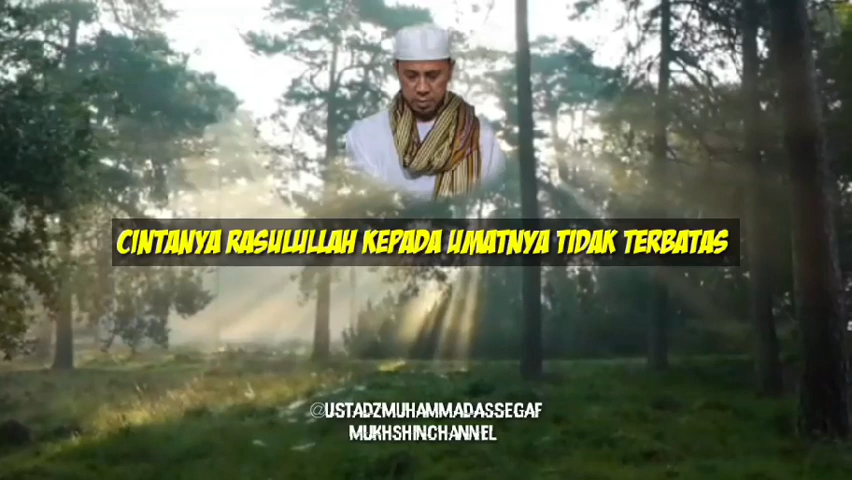 CINTANYA RASULULLAH KEPADA UMATNYA TIDAK TERBATAS
@USTADZMUHAMMADASSEGAF
MUKHSHINCHANNEL